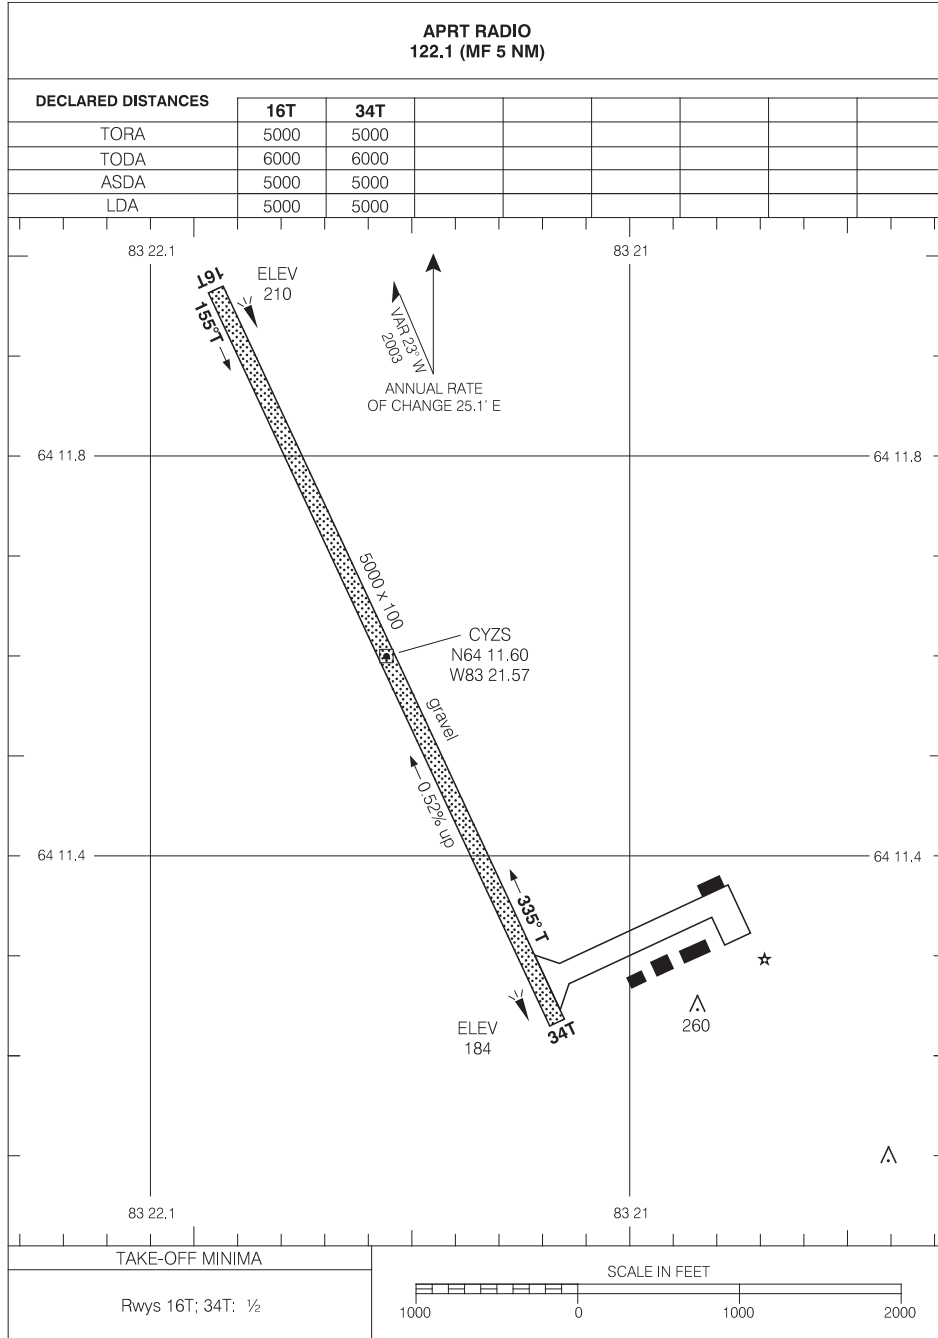 APRT RADIO
122.1 (MF 5 NM)
DECLARED DISTANCES
16T 34T
TORA 5000 5000
TODA 6000 6000
ASDA 5000 5000
LDA 5000 5000
83 22.1
83 21
16T
155°T
ELEV
210
VAR 23° W
2003
ANNUAL RATE
OF CHANGE 25.1' E
64 11.8
64 11.8
5000 x 100
CYZS
N64 11.60
W83 21.57
gravel
0.52% up
64 11.4
64 11.4
335° T
ELEV
184
34T
260
83 22.1
83 21
TAKE-OFF MINIMA
Rwys 16T; 34T: ½
SCALE IN FEET
1000 0 1000 2000